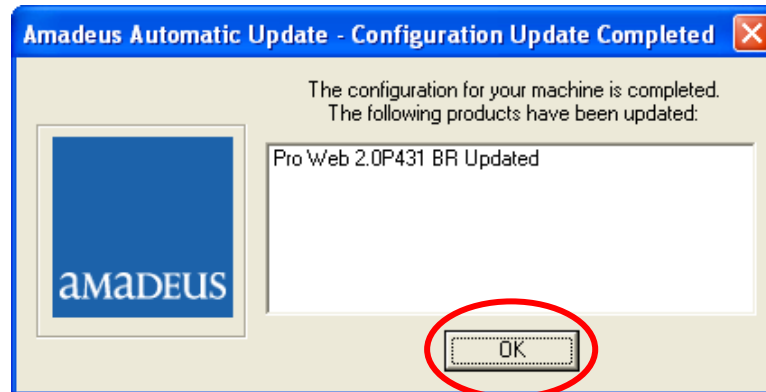 Amadeus Automatic Update - Configuration Update Completed
The configuration for your machine is completed.
The following products have been updated:
Pro Web 2.0P431 BR Updated
amadeus
OK